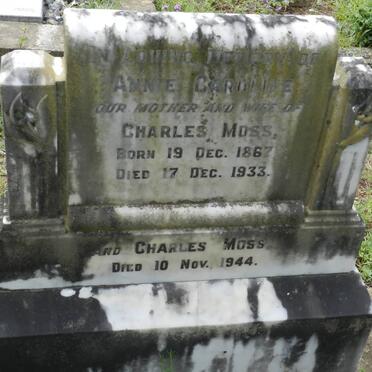 IN LOVING MEMORY OF
ANNIE CAROLINE
OUR MOTHER AND WIFE OF
CHARLES MOSS,
BORN 19 DEC. 1867
DIED 17 DEC. 1933.
AND CHARLES MOSS
DIED 10 NOV., 1944.